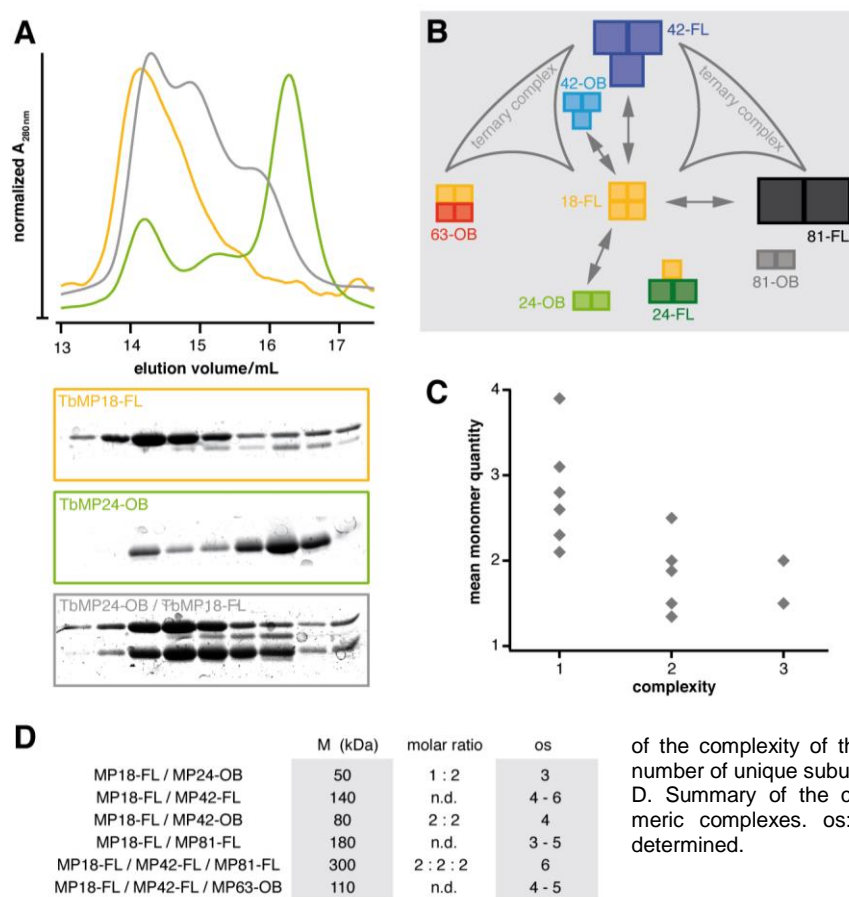 A
B
42-FL
42-OB
ternary complex
ternary complex
normalized A280 nm
18-FL
63-OB
81-FL
81-OB
24-OB
24-FL
13 14 15 16 17
elution volume/mL
TbMP18-FL
TbMP24-OB
TbMP24-OB / TbMP18-FL
C
4
3
2
1
mean monomer quantity
1 2 3
complexity
D
M (kDa) molar ratio os
MP18-FL / MP24-OB 50 1 : 2 3
MP18-FL / MP42-FL 140 n.d. 4 - 6
MP18-FL / MP42-OB 80 2 : 2 4
MP18-FL / MP81-FL 180 n.d. 3 - 5
MP18-FL / MP42-FL / MP81-FL 300 2 : 2 : 2 6
MP18-FL / MP42-FL / MP63-OB 110 n.d. 4 - 5
of the complexity of th
number of unique subu
D. Summary of the o
meric complexes. os:
determined.